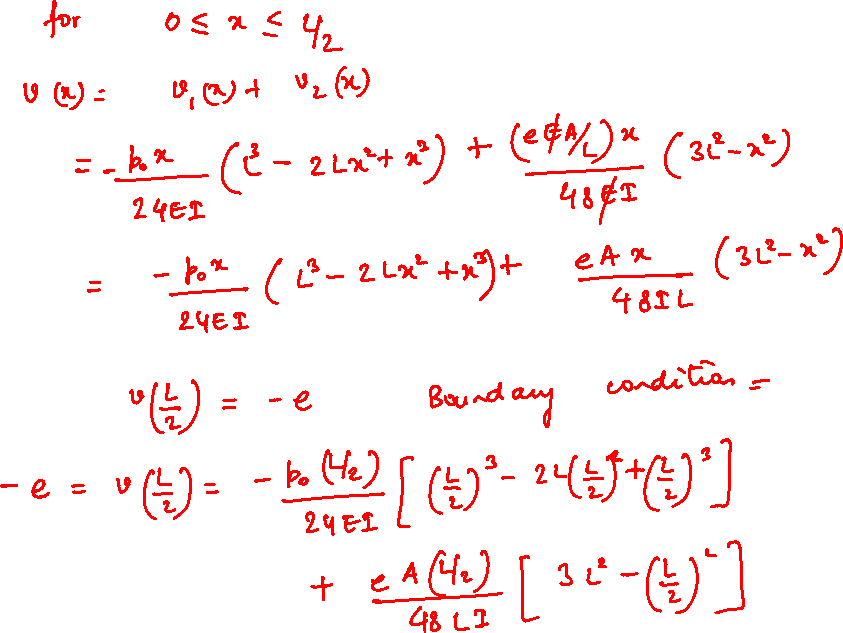 for 0 ≤ x ≤ L/2
v(x) = v₁(x) + v₂(x)
= - p₀x/24EI (L³ - 2Lx² + x³) + (eEA/L)x/48EI (3L² - x²)
= - p₀x/24EI (L³ - 2Lx² + x³) + eAx/48IL (3L² - x²)
v(L/2) = - e Boundary condition =
- e = v(L/2) = - p₀(L/2)/24EI [(L/2)³ - 2L(L/2)² + (L/2)³]
+ eA(L/2)/48LI [3L² - (L/2)²]